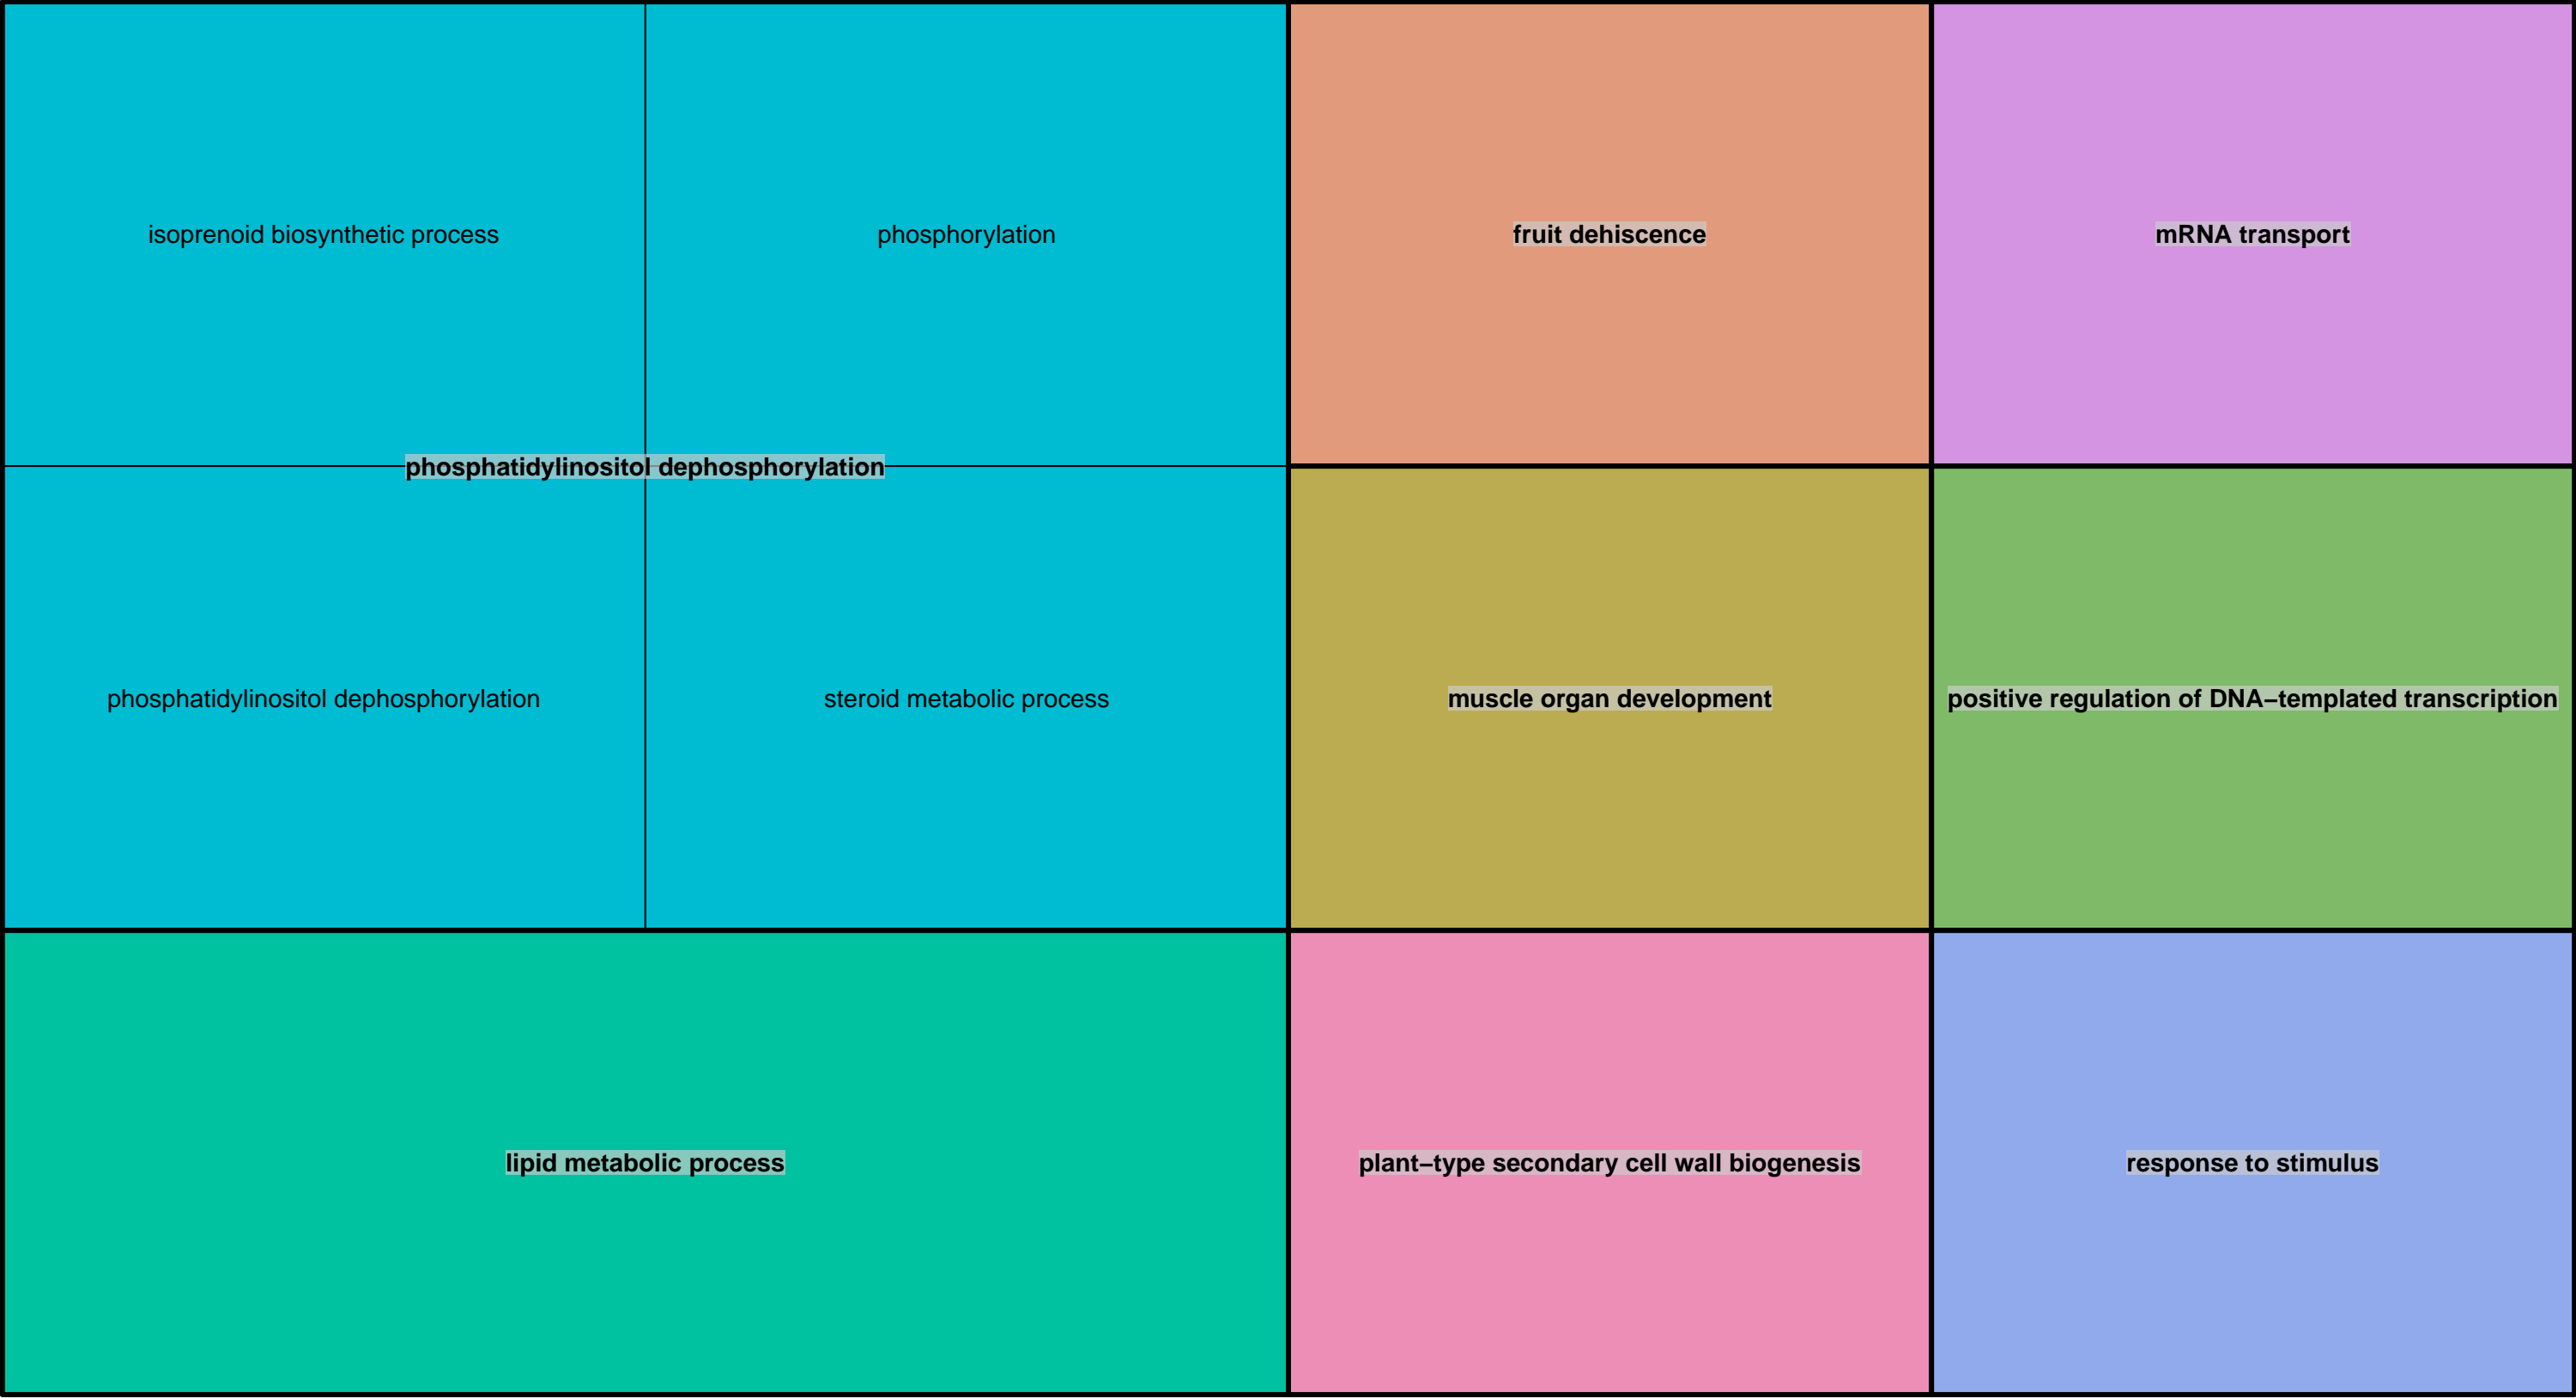 isoprenoid biosynthetic process
phosphorylation
fruit dehiscence
mRNA transport
phosphatidylinositol dephosphorylation
phosphatidylinositol dephosphorylation
steroid metabolic process
muscle organ development
positive regulation of DNA−templated transcription
lipid metabolic process
plant−type secondary cell wall biogenesis
response to stimulus